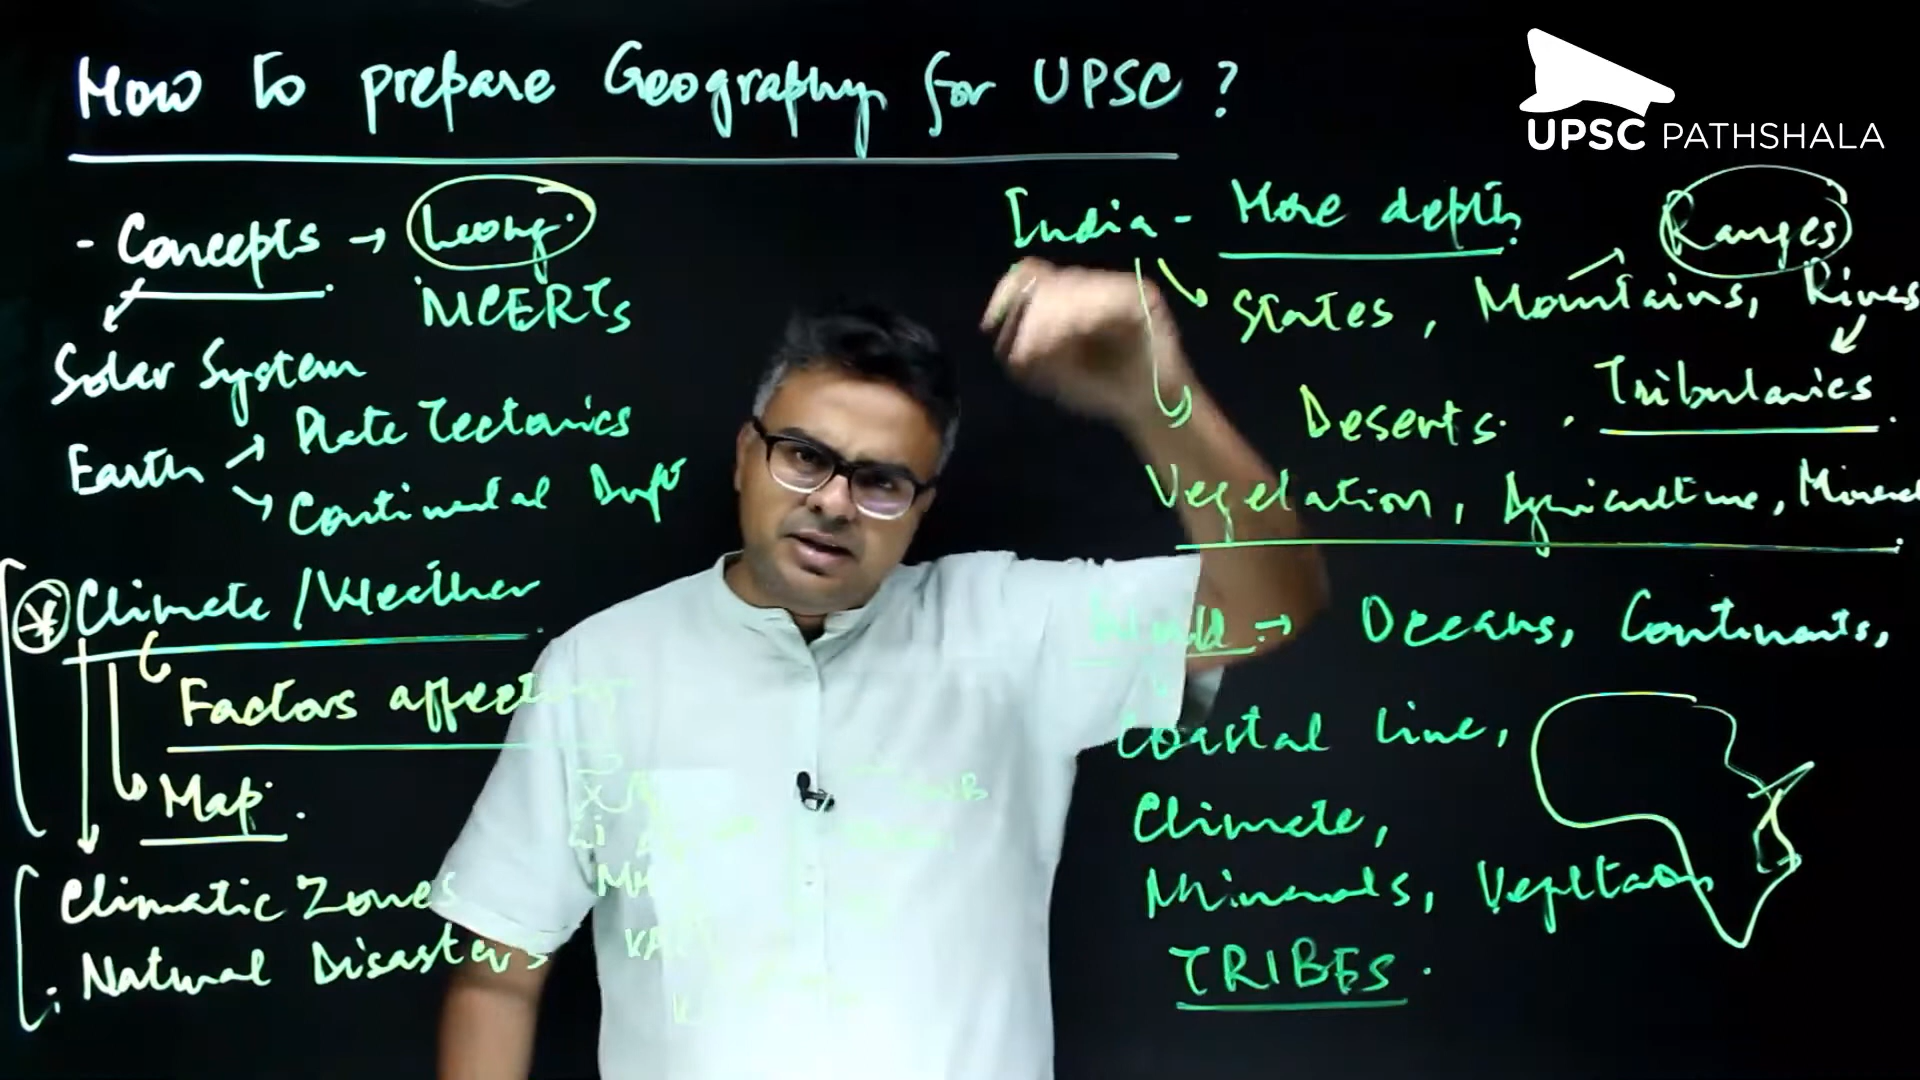 How to prepare Geography for UPSC ?
UPSC PATHSHALA
- Concepts → Leong.
NCERTs
Solar System
Earth → Plate Tectonics
→ Continental Drift
Climate / Weather
Factors affecting
Map.
Climatic Zones
Natural Disasters
India - More depth
Ranges
States, Mountains, Rivers
Deserts. Tributaries.
Vegetation, Agriculture, Mineral
→ Oceans, Continents,
Coastal line,
Climate,
Minerals, Vegetation
TRIBES.